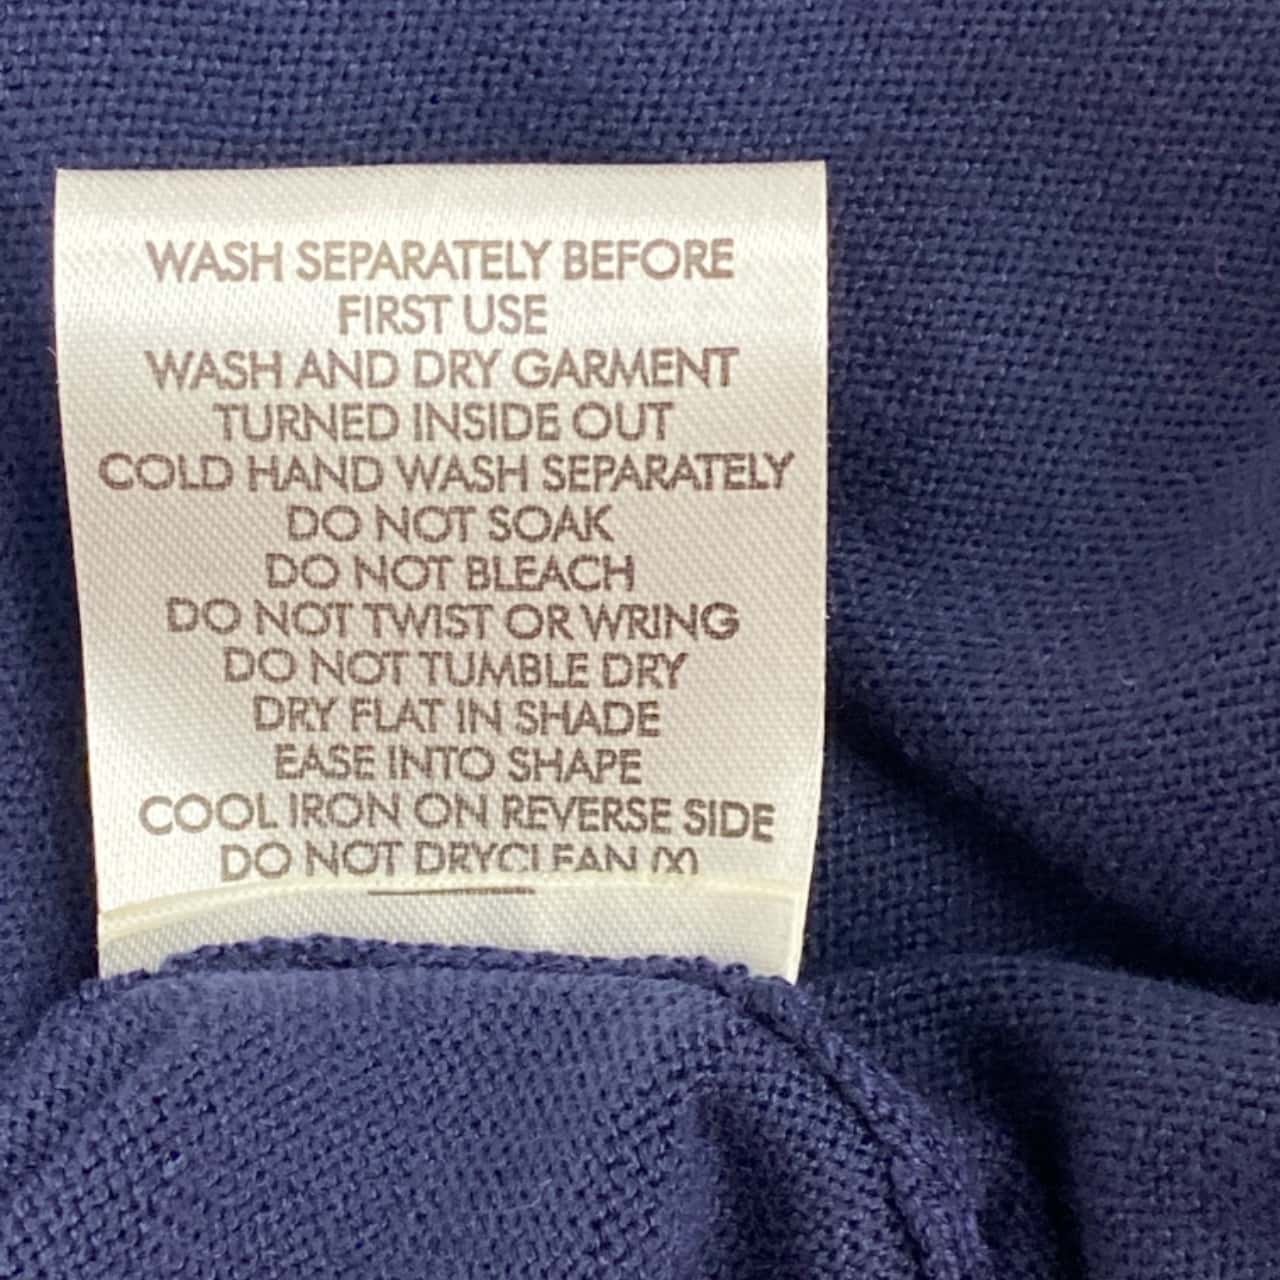 WASH SEPARATELY BEFORE
FIRST USE
WASH AND DRY GARMENT
TURNED INSIDE OUT
COLD HAND WASH SEPARATELY
DO NOT SOAK
DO NOT BLEACH
DO NOT TWIST OR WRING
DO NOT TUMBLE DRY
DRY FLAT IN SHADE
EASE INTO SHAPE
COOL IRON ON REVERSE SIDE
DO NOT DRYCLEAN (X)